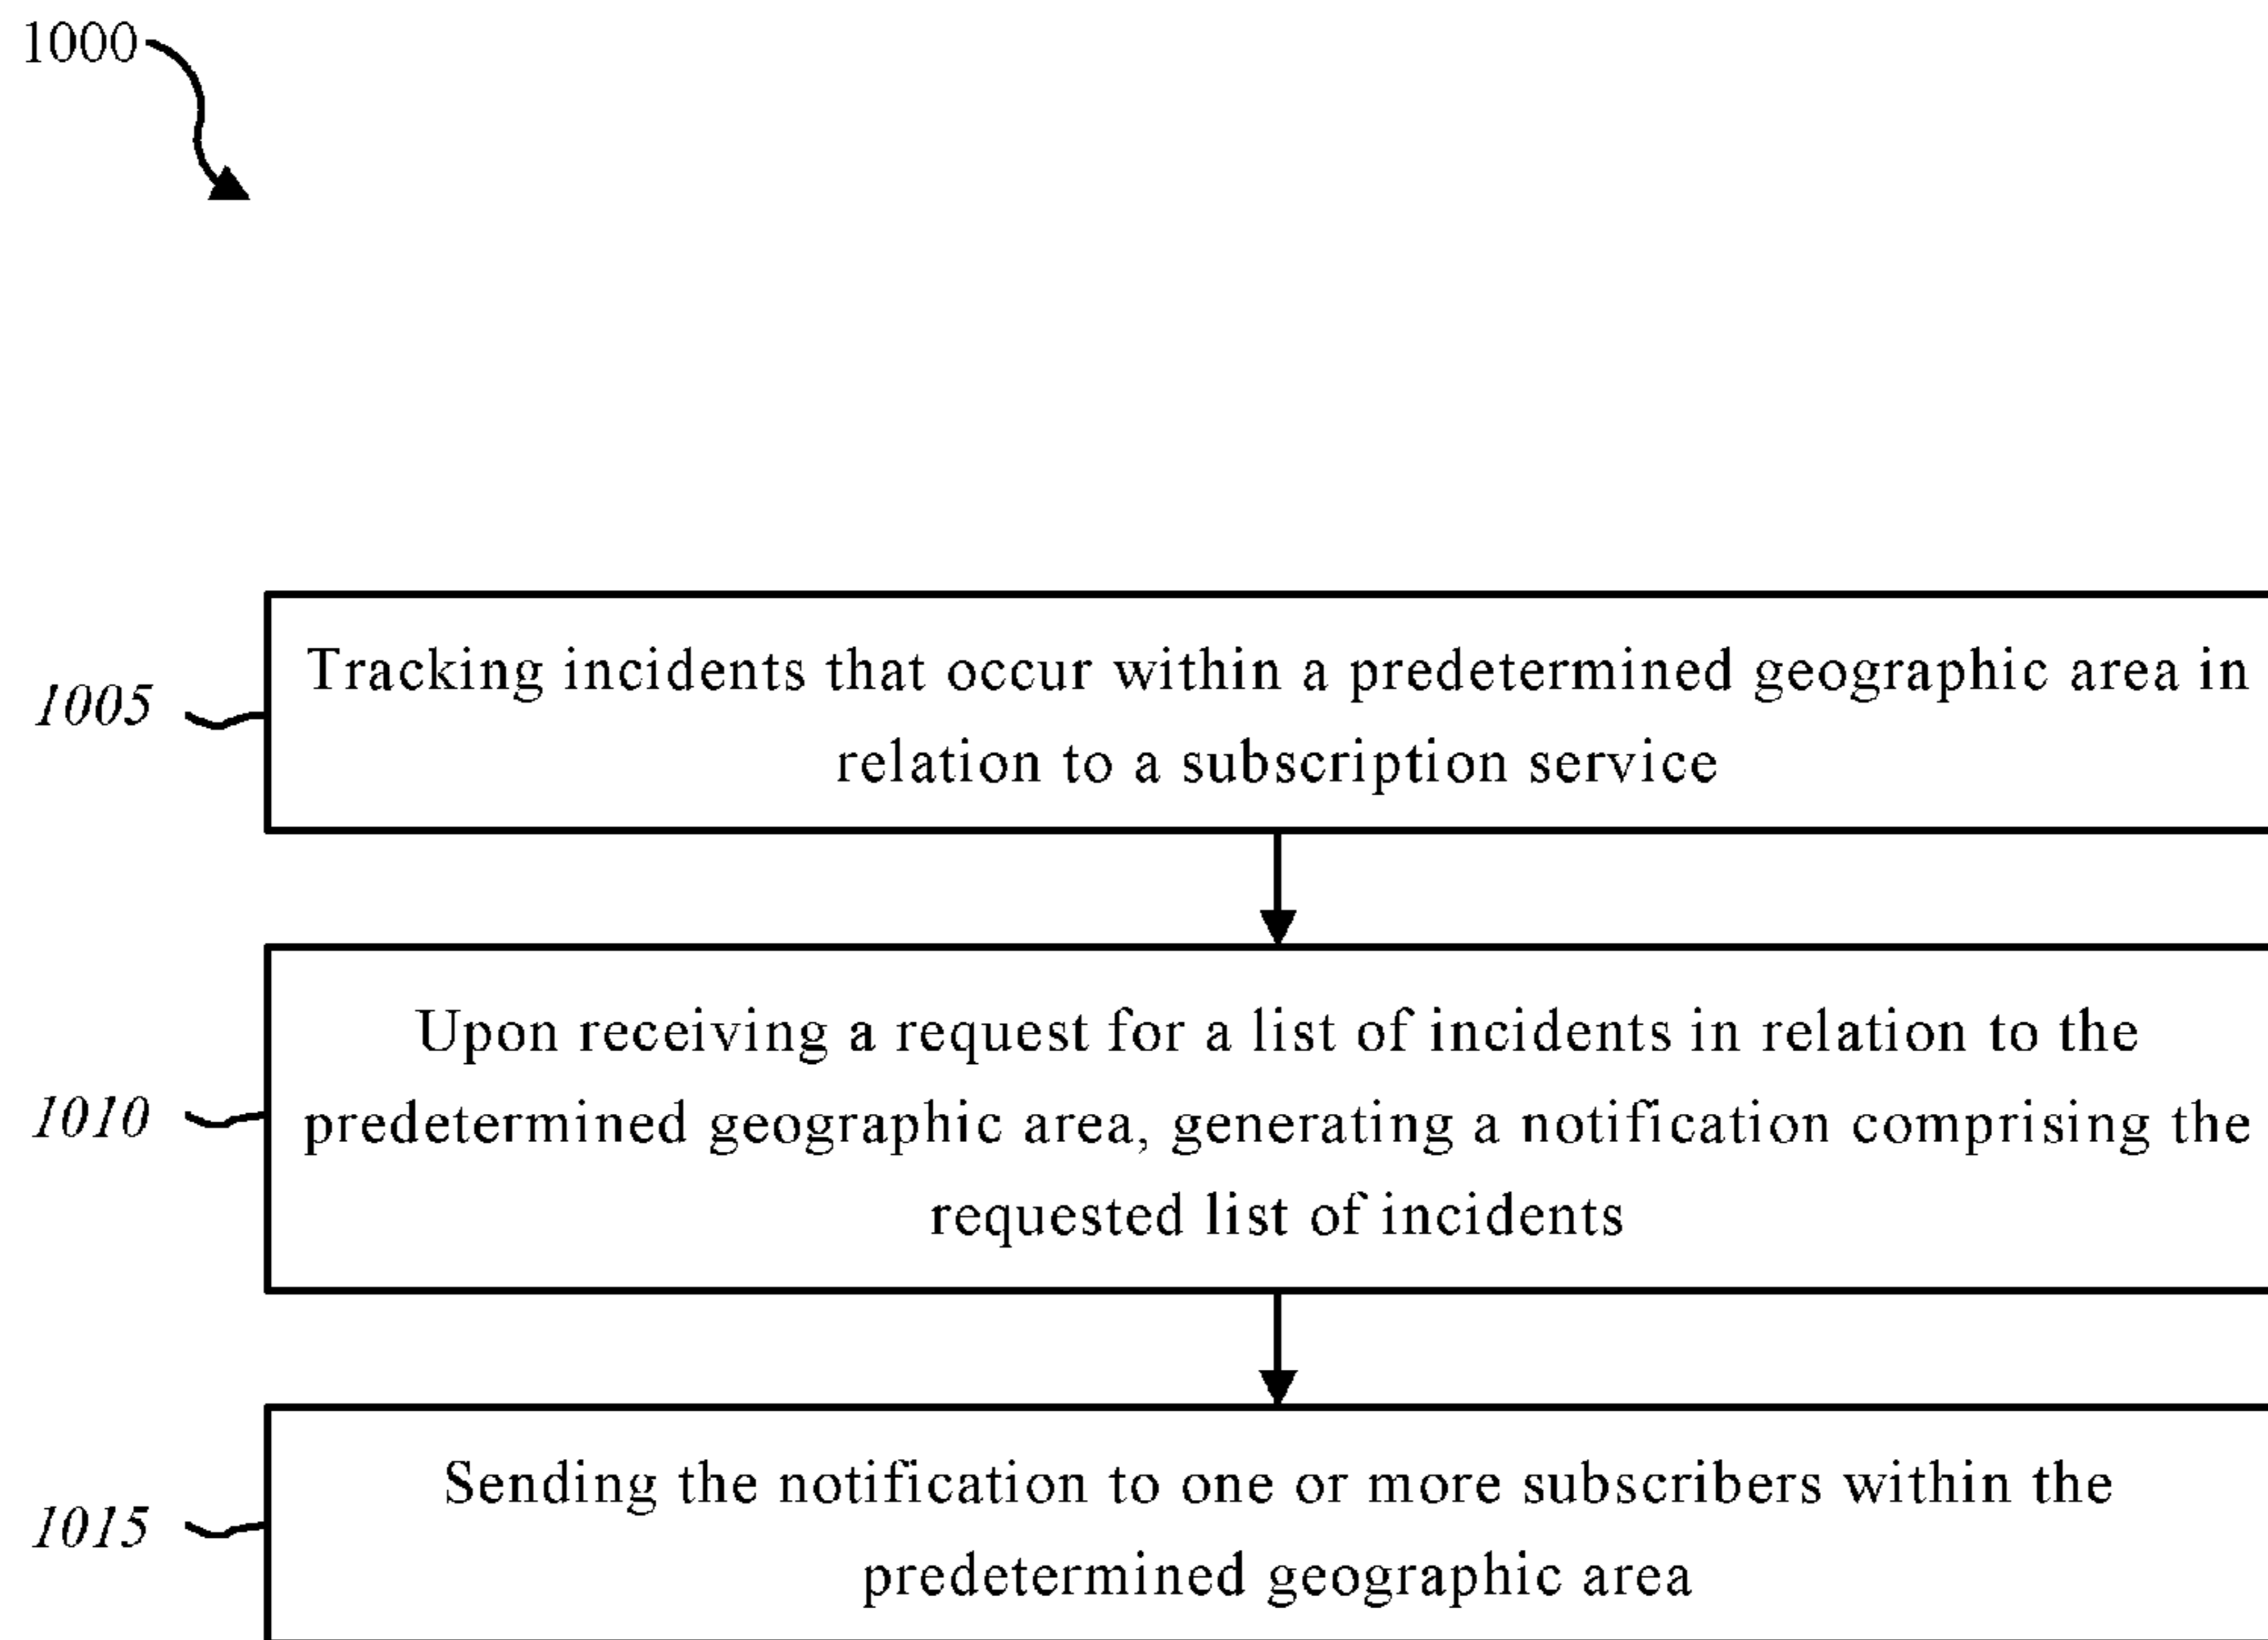 1000
Tracking incidents that occur within a predetermined geographic area in
1005
relation to a subscription service
Upon receiving a request for a list of incidents in relation to the
1010
predetermined geographic area, generating a notification comprising the
requested list of incidents
Sending the notification to one or more subscribers within the
1015
predetermined geographic area